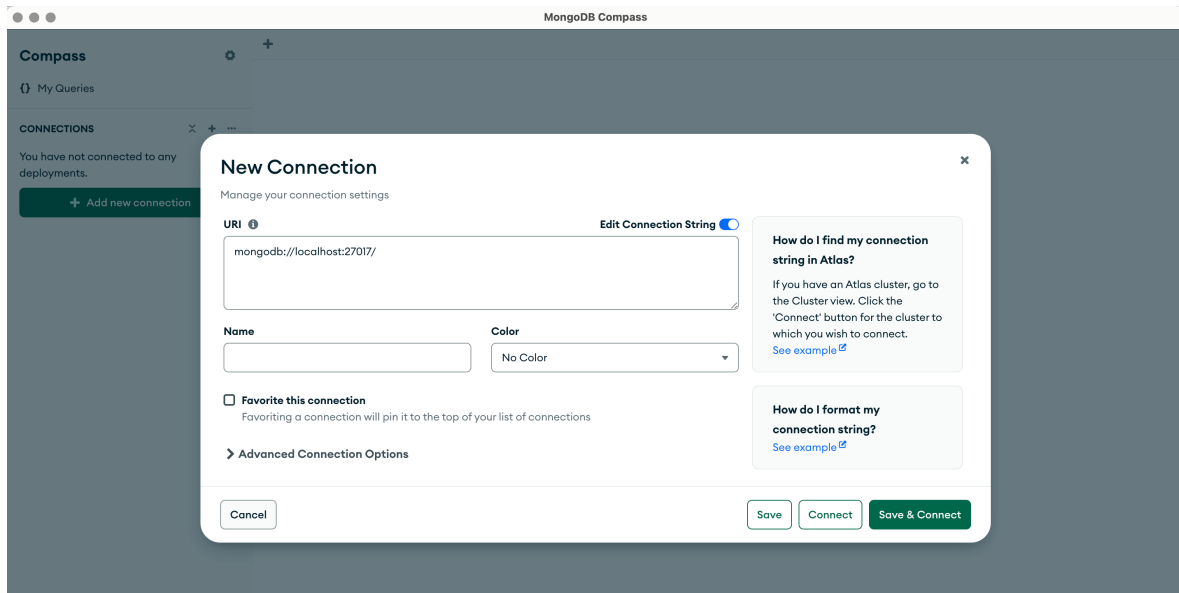 MongoDB Compass
Compass
{} My Queries
CONNECTIONS
You have not connected to any
deployments.
+ Add new connection
New Connection
Manage your connection settings
URI
Edit Connection String
mongodb://localhost:27017/
Name
Color
No Color
Favorite this connection
Favoriting a connection will pin it to the top of your list of connections
Advanced Connection Options
How do I find my connection
string in Atlas?
If you have an Atlas cluster, go to
the Cluster view. Click the
'Connect' button for the cluster to
which you wish to connect.
See example
How do I format my
connection string?
See example
Cancel
Save
Connect
Save & Connect